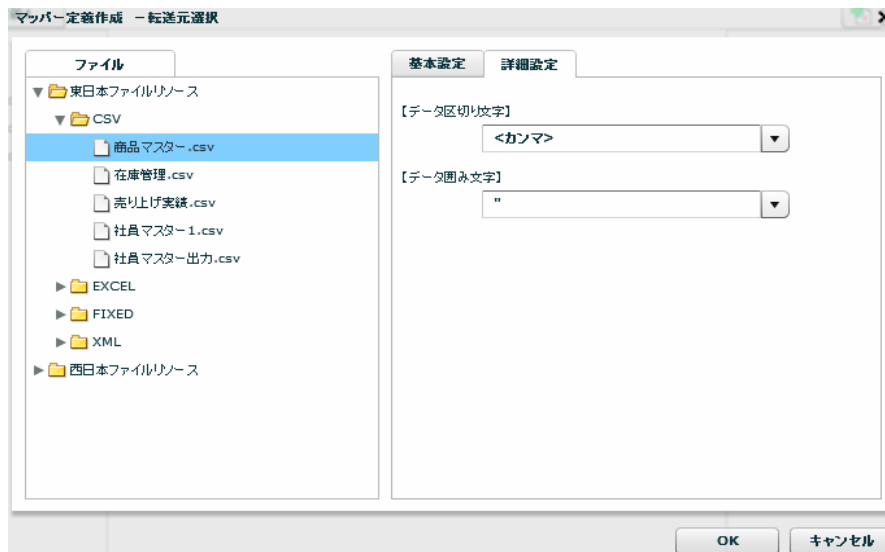 マッパー定義作成 －転送元選択
ファイル
東日本ファイルリソース
CSV
商品マスター.csv
在庫管理.csv
売り上げ実績.csv
社員マスター1.csv
社員マスター出力.csv
EXCEL
FIXED
XML
西日本ファイルリソース
基本設定 詳細設定
【データ区切り文字】
<カンマ>
【データ囲み文字】
"
OK キャンセル